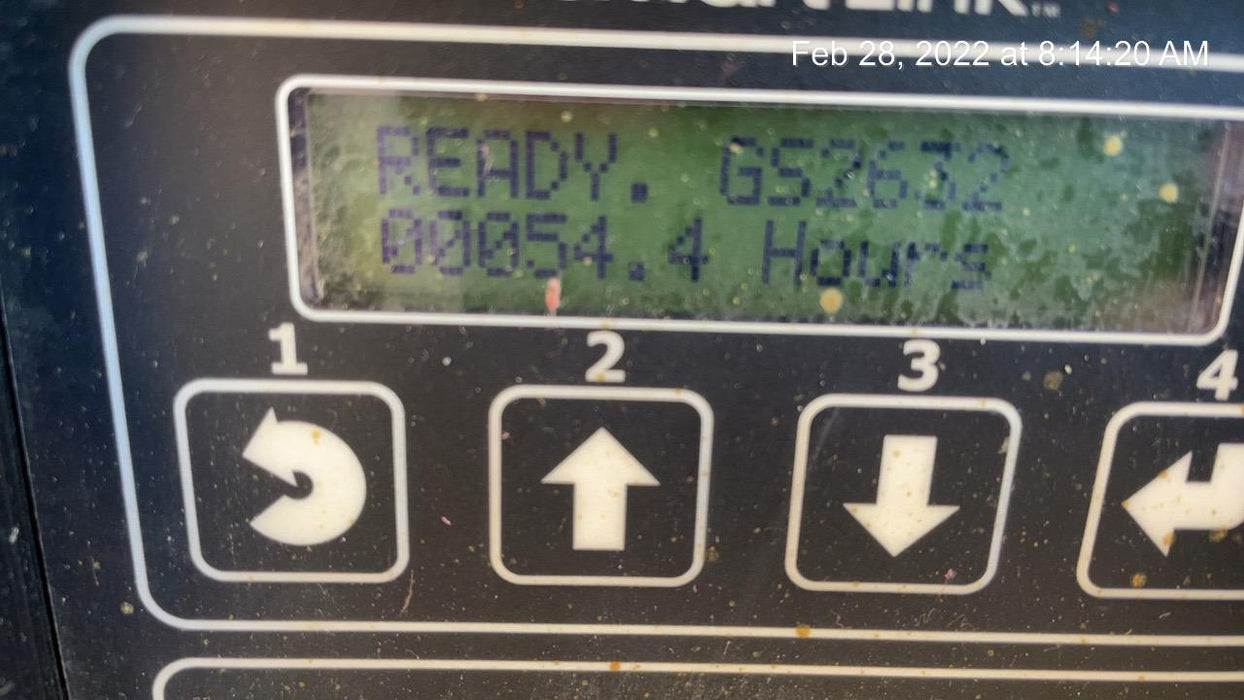 Feb 28, 2022 at 8:14:20 AM
READY. GS2632
00054.4 Hours
1 2 3 4